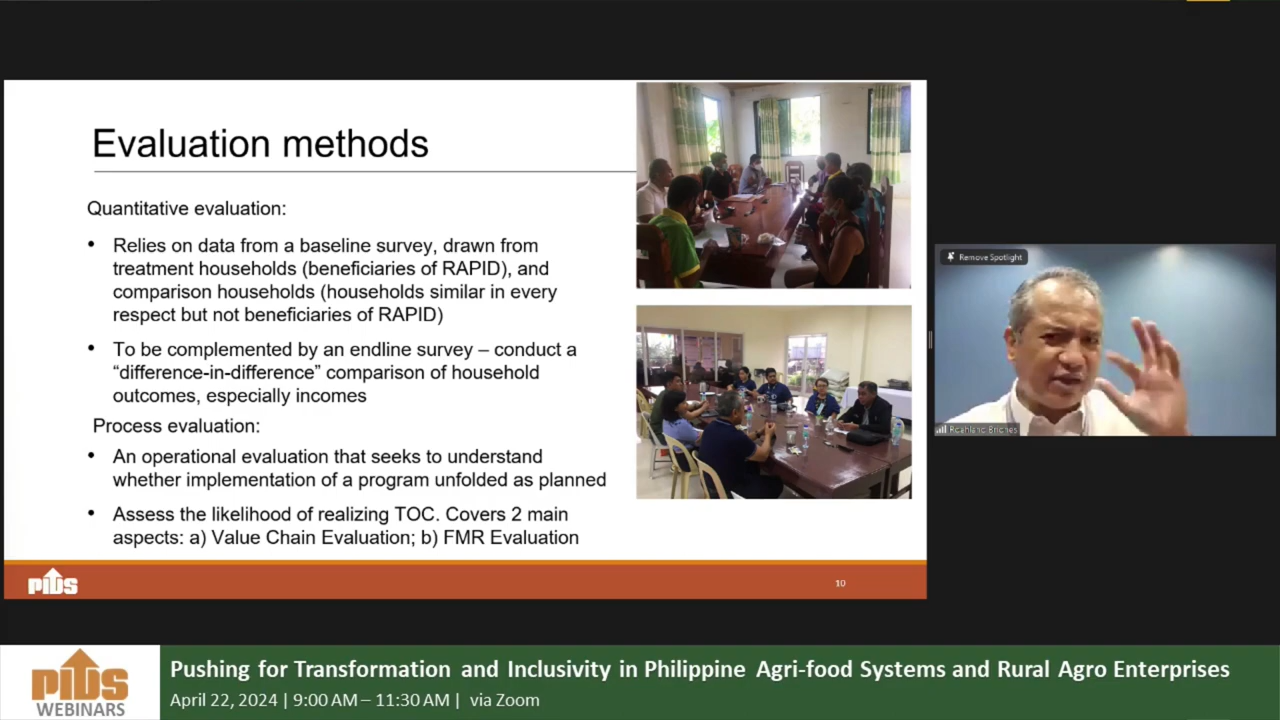 Evaluation methods
Quantitative evaluation:
• Relies on data from a baseline survey, drawn from
treatment households (beneficiaries of RAPID), and
comparison households (households similar in every
respect but not beneficiaries of RAPID)
• To be complemented by an endline survey – conduct a
“difference-in-difference” comparison of household
outcomes, especially incomes
Process evaluation:
• An operational evaluation that seeks to understand
whether implementation of a program unfolded as planned
• Assess the likelihood of realizing TOC. Covers 2 main
aspects: a) Value Chain Evaluation; b) FMR Evaluation
PIDS
10
Remove Spotlight
Roehlano Briones
PIDS
WEBINARS
Pushing for Transformation and Inclusivity in Philippine Agri-food Systems and Rural Agro Enterprises
April 22, 2024 | 9:00 AM – 11:30 AM | via Zoom